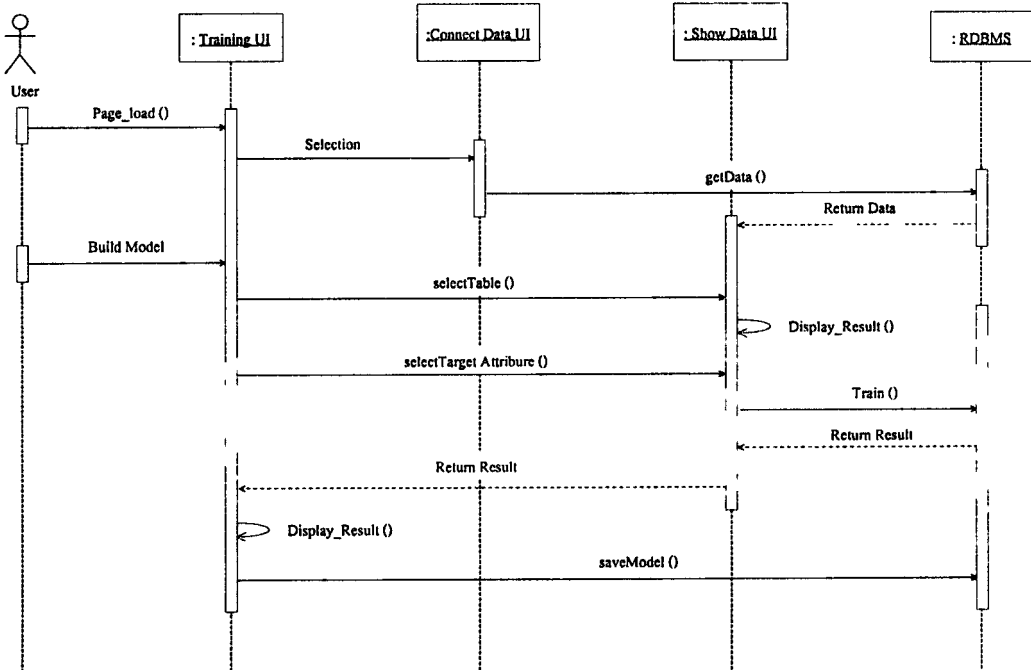 : Training UI
:Connect Data UI
: Show Data UI
: RDBMS
User
Page_load ()
Selection
getData ()
Return Data
Build Model
selectTable ()
Display_Result ()
selectTarget Attribure ()
Train ()
Return Result
Return Result
Display_Result ()
saveModel ()